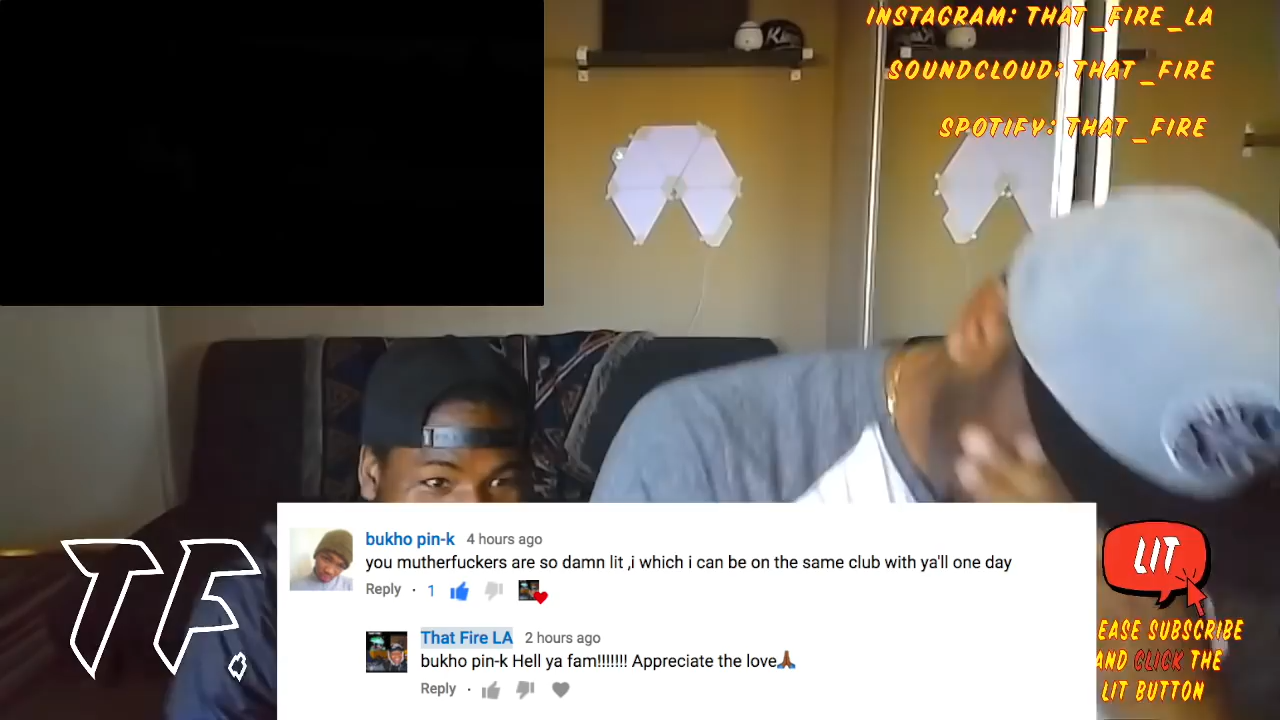 INSTAGRAM: THAT_FIRE_LA
SOUNDCLOUD: THAT_FIRE
SPOTIFY: THAT_FIRE
TF.
bukho pin-k 4 hours ago
you mutherfuckers are so damn lit ,i which i can be on the same club with ya'll one day
Reply · 1
That Fire LA 2 hours ago
bukho pin-k Hell ya fam!!!!!!! Appreciate the love🙏🏾
Reply ·
LIT
EASE SUBSCRIBE
AND CLICK THE
LIT BUTTON